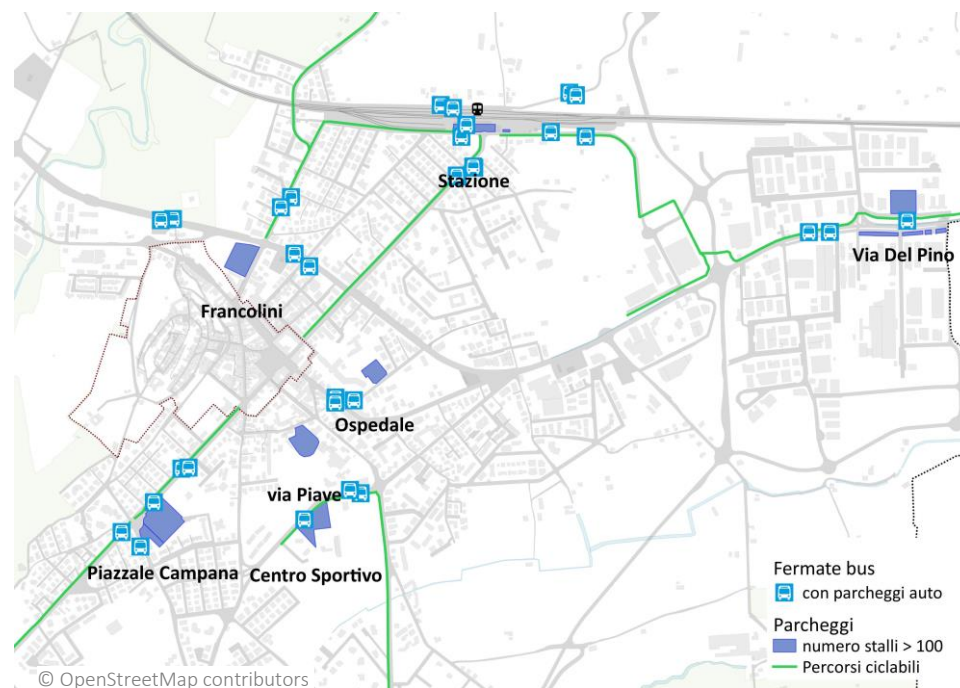 Stazione
Via Del Pino
Francolini
Ospedale
via Piave
Piazzale Campana
Centro Sportivo
Fermate bus
con parcheggi auto
Parcheggi
numero stalli > 100
Percorsi ciclabili
© OpenStreetMap contributors